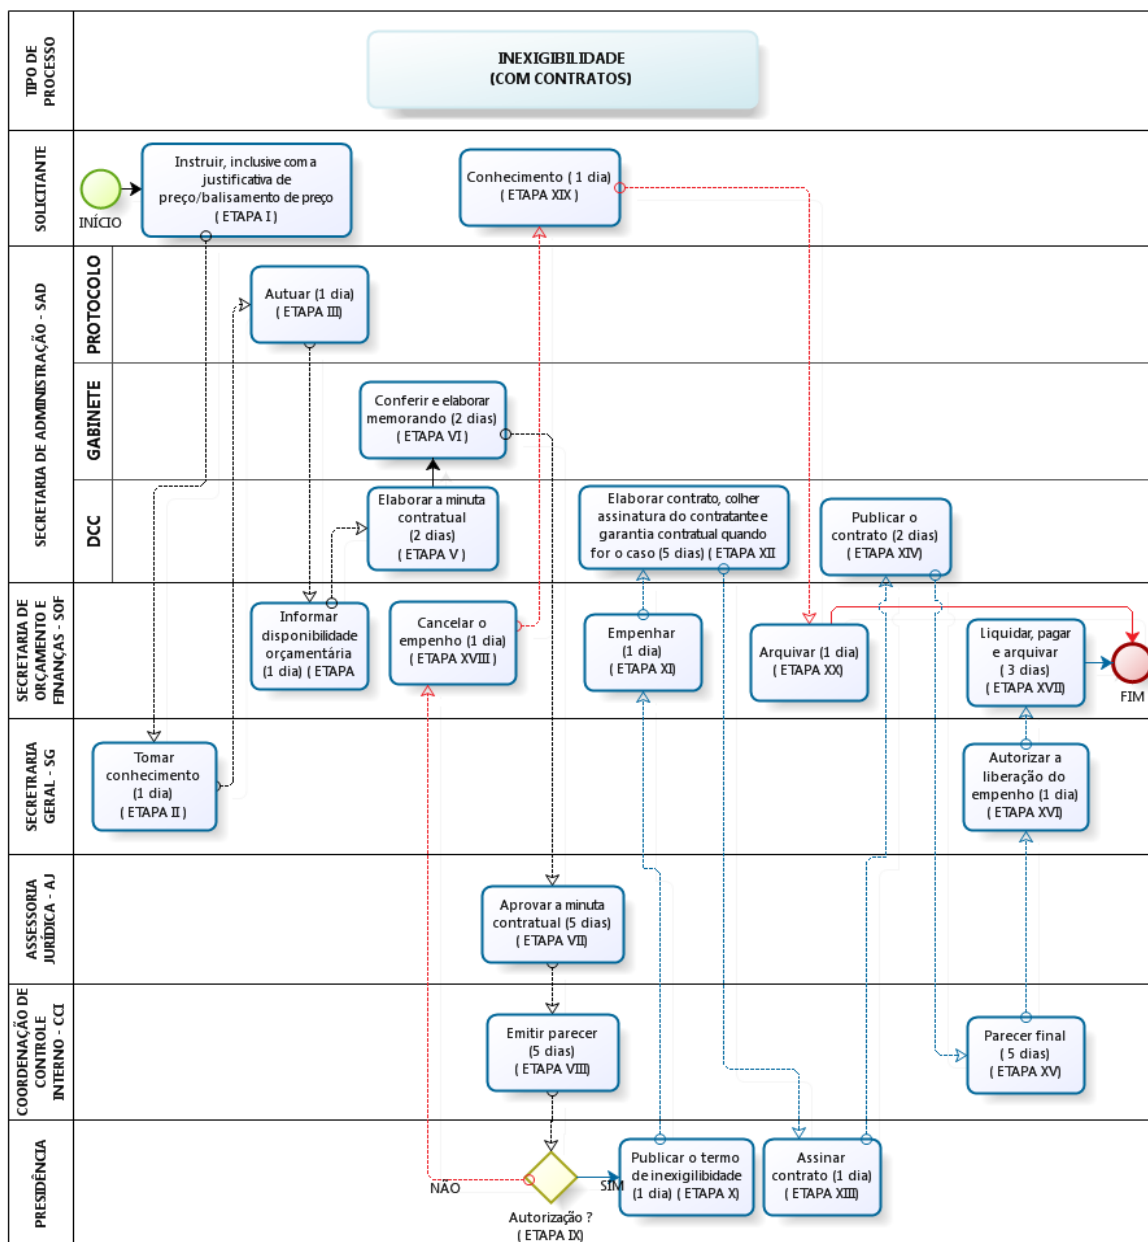 TIPO DE
PROCESSO
INEXIGIBILIDADE
(COM CONTRATOS)
SOLICITANTE
INÍCIO
Instruir, inclusive com a
justificativa de
preço/balisamento de preço
( ETAPA I )
Conhecimento ( 1 dia)
( ETAPA XIX )
SECRETARIA DE ADMINISTRAÇÃO - SAD
PROTOCOLO
Autuar (1 dia)
( ETAPA III)
GABINETE
Conferir e elaborar
memorando (2 dias)
( ETAPA VI )
DCC
Elaborar a minuta
contratual
(2 dias)
( ETAPA V )
Elaborar contrato, colher
assinatura do contratante e
garantia contratual quando
for o caso (5 dias) ( ETAPA XII
Publicar o
contrato (2 dias)
( ETAPA XIV)
SECRETARIA DE
ORÇAMENTO E
FINANÇAS - SOF
Informar
disponibilidade
orçamentária
(1 dia) ( ETAPA
Cancelar o
empenho (1 dia)
( ETAPA XVIII )
Empenhar
(1 dia)
( ETAPA XI)
Arquivar (1 dia)
( ETAPA XX)
Liquidar, pagar
e arquivar
( 3 dias)
( ETAPA XVII)
FIM
SECRETRARIA
GERAL - SG
Tomar
conhecimento
(1 dia)
( ETAPA II )
Autorizar a
liberação do
empenho (1 dia)
( ETAPA XVI)
ASSESSORIA
JURÍDICA - AJ
Aprovar a minuta
contratual (5 dias)
( ETAPA VII)
COORDENAÇÃO DE
CONTROLE
INTERNO - CCI
Emitir parecer
(5 dias)
( ETAPA VIII)
Parecer final
( 5 dias)
( ETAPA XV)
PRESIDÊNCIA
NÃO
Autorização ?
( ETAPA IX)
SIM
Publicar o termo
de inexigilibidade
(1 dia) ( ETAPA X)
Assinar
contrato (1 dia)
( ETAPA XIII)